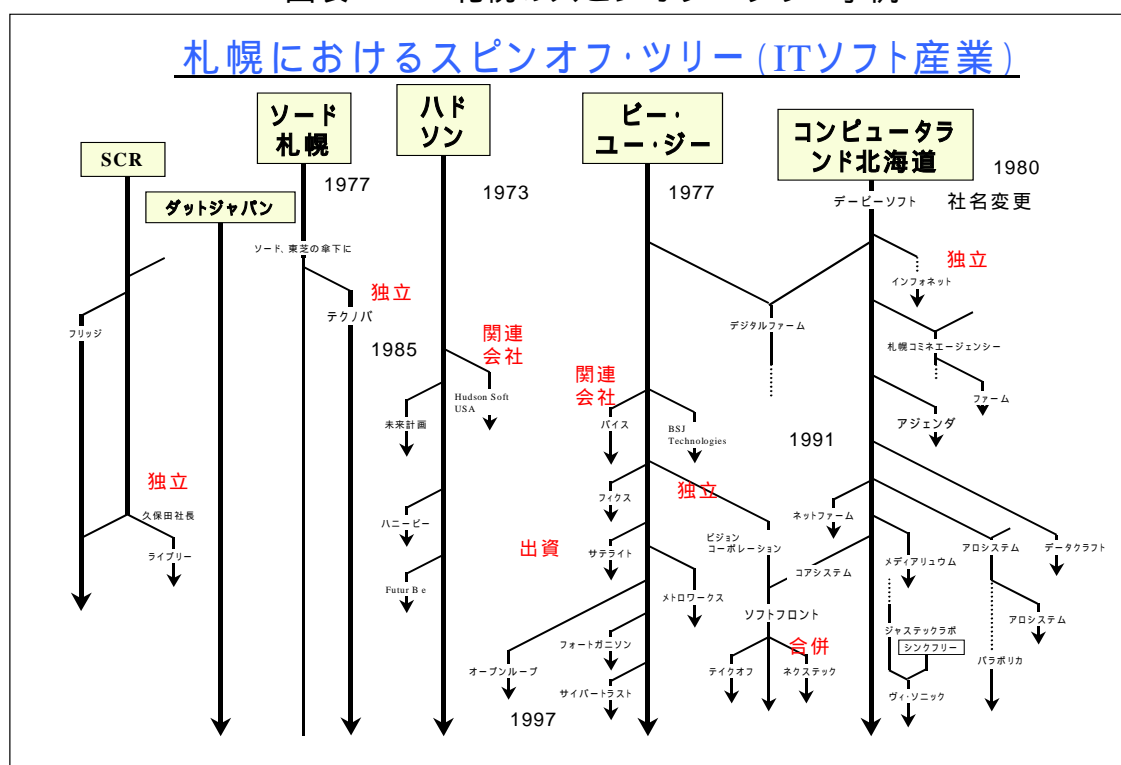 札幌におけるスピンオフ・ツリー(ITソフト産業)
SCR
ソード
札幌
ハド
ソン
ビー・
ユー・ジー
コンピュータラ
ンド北海道
1977
1973
1977
1980
ダットジャパン
デービーソフト
社名変更
ソード、東芝の傘下に
独立
インフォネット
独立
テクノバ
フリッジ
デジタルファーム
関連
会社
1985
札幌コミネエージェンシー
関連
会社
Hudson Soft
USA
ファーム
未来計画
バイス
BSJ
Technologies
アジェンダ
1991
独立
フィクス
独立
久保田社長
ハニービー
ネットファーム
ライブリー
出資
サテライト
ビジョン
コーポレーション
アロシステム
データクラフト
メディアリュウム
コアシステム
Futur B e
メトロワークス
ソフトフロント
アロシステム
フォートガニソン
ジャステックラボ
シンクフリー
合併
オープンループ
テイクオフ
ネクステック
パラボリカ
サイバートラスト
ヴィ・ソニック
1997